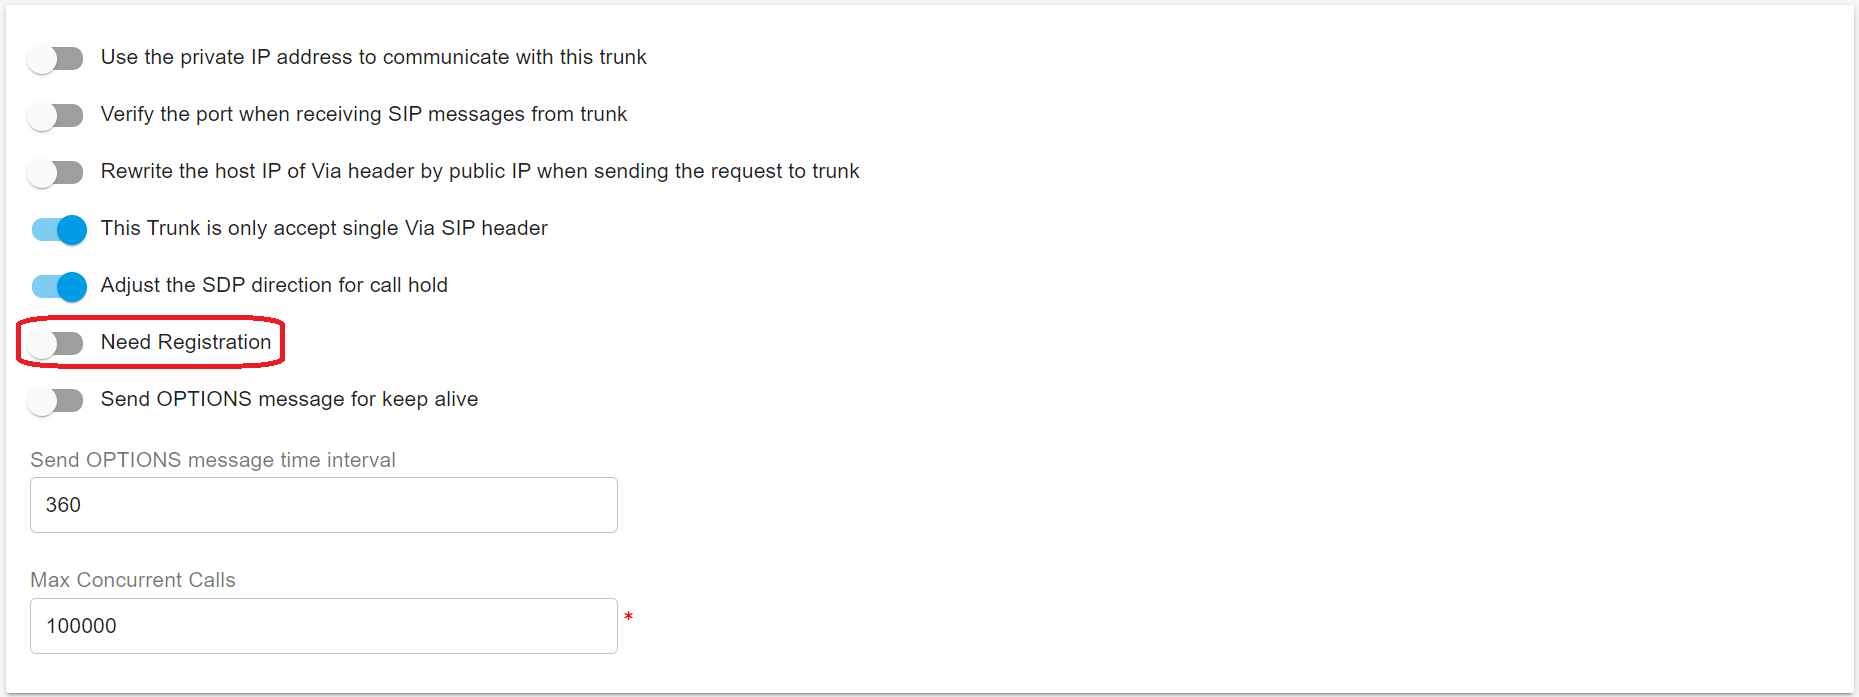 Use the private IP address to communicate with this trunk
Verify the port when receiving SIP messages from trunk
Rewrite the host IP of Via header by public IP when sending the request to trunk
This Trunk is only accept single Via SIP header
Adjust the SDP direction for call hold
Need Registration
Send OPTIONS message for keep alive
Send OPTIONS message time interval
360
Max Concurrent Calls
100000 *